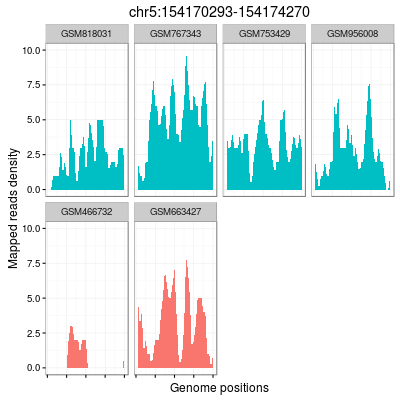 chr5:154170293-154174270
GSM818031 GSM767343 GSM753429 GSM956008
10.0
7.5
5.0
2.5
0.0
GSM466732 GSM663427
10.0
7.5
5.0
2.5
0.0
Mapped reads density
Genome positions